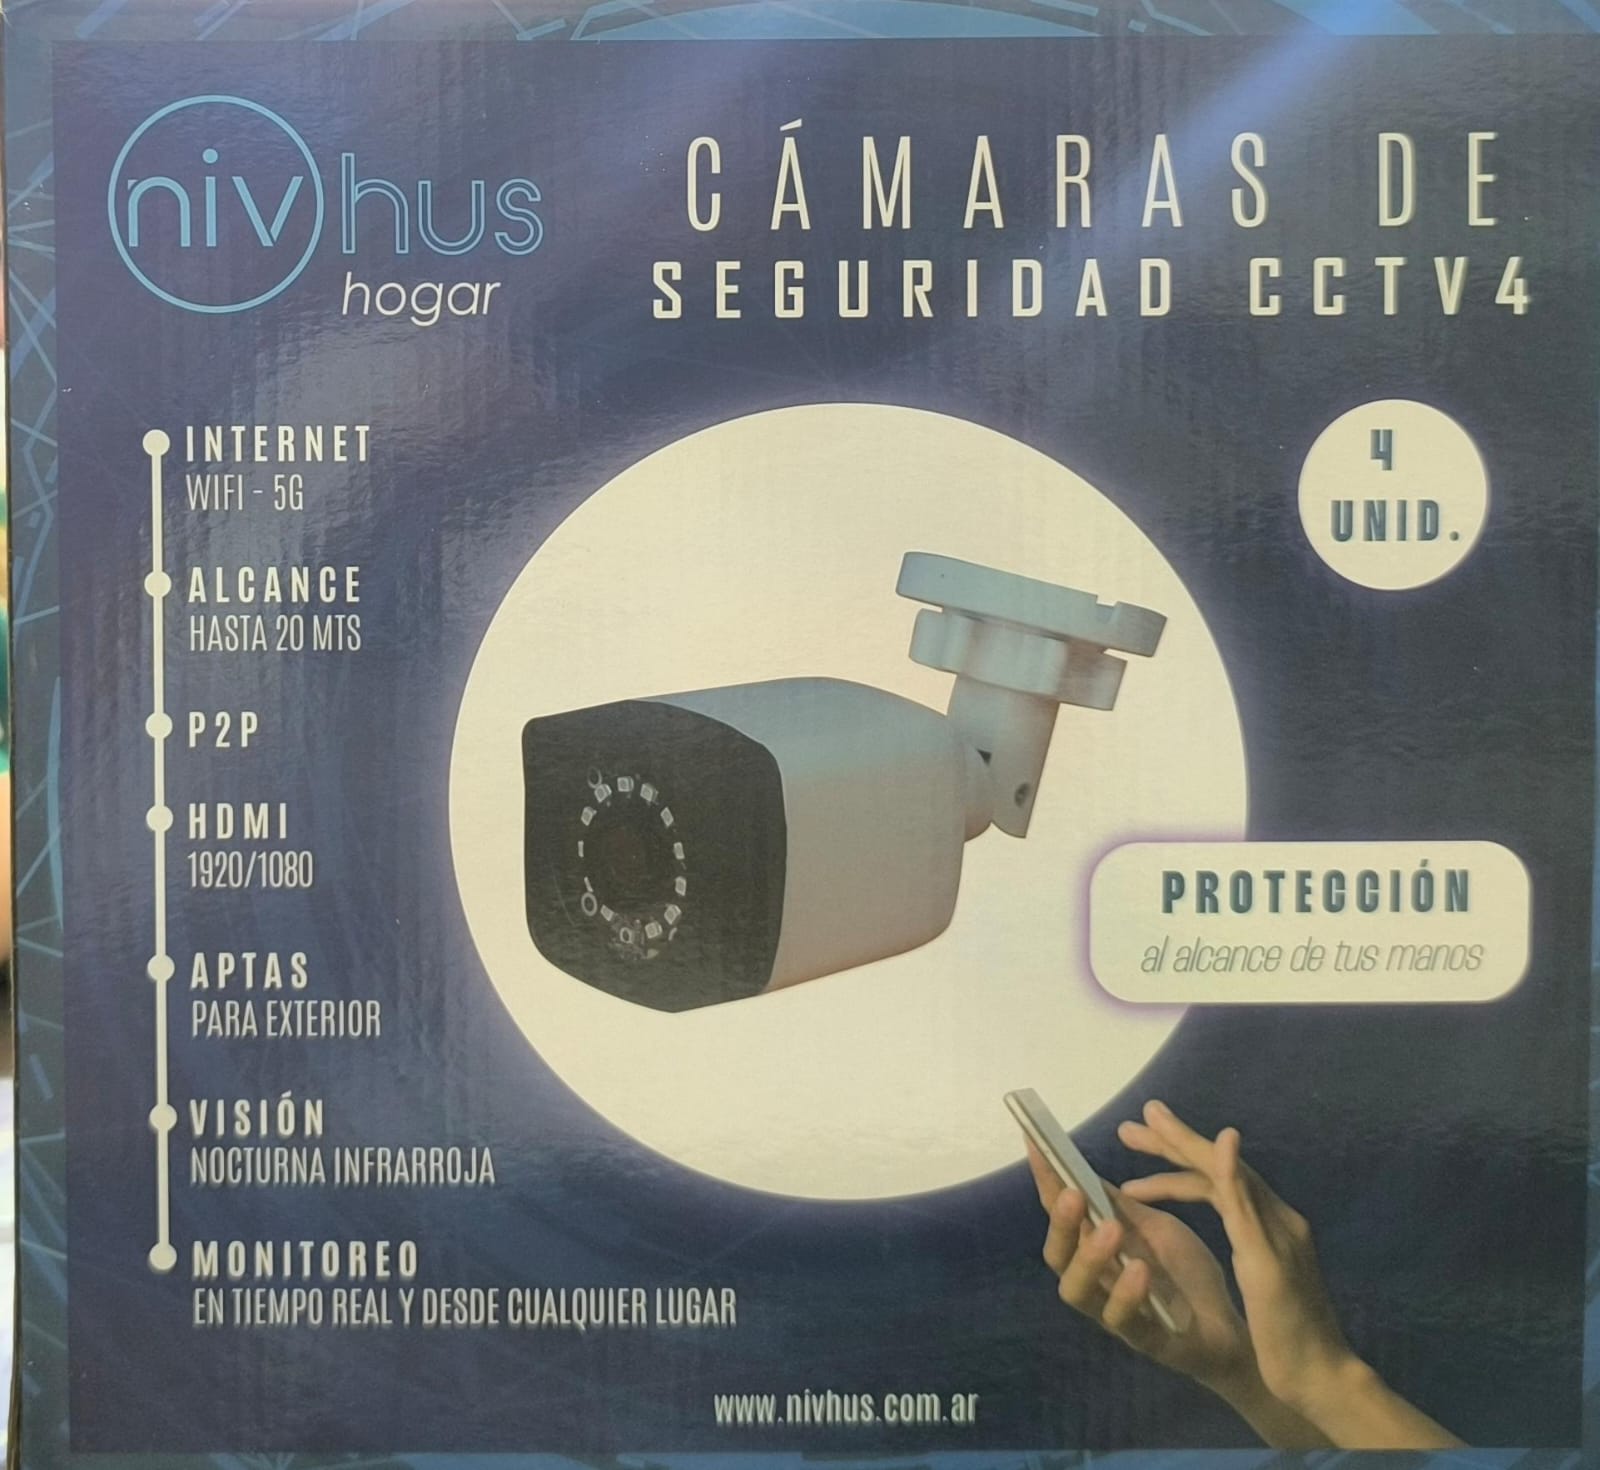 nivhus
hogar
CÁMARAS DE
SEGURIDAD CCTV4
4
UNID.
INTERNET
WIFI - 5G
ALCANCE
HASTA 20 MTS
P2P
HDMI
1920/1080
APTAS
PARA EXTERIOR
VISIÓN
NOCTURNA INFRARROJA
MONITOREO
EN TIEMPO REAL Y DESDE CUALQUIER LUGAR
PROTECCIÓN
al alcance de tus manos
www.nivhus.com.ar